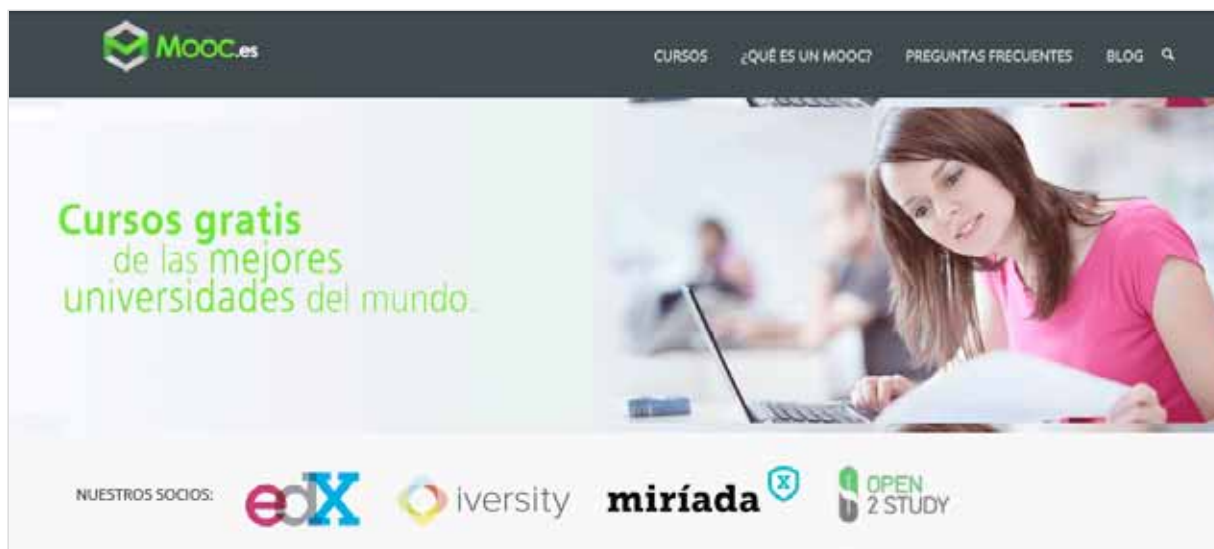 Mooc.es
CURSOS ¿QUÉ ES UN MOOC? PREGUNTAS FRECUENTES BLOG
Cursos gratis
de las mejores
universidades del mundo.
NUESTROS SOCIOS: edX iversity miríada X OPEN
2 STUDY